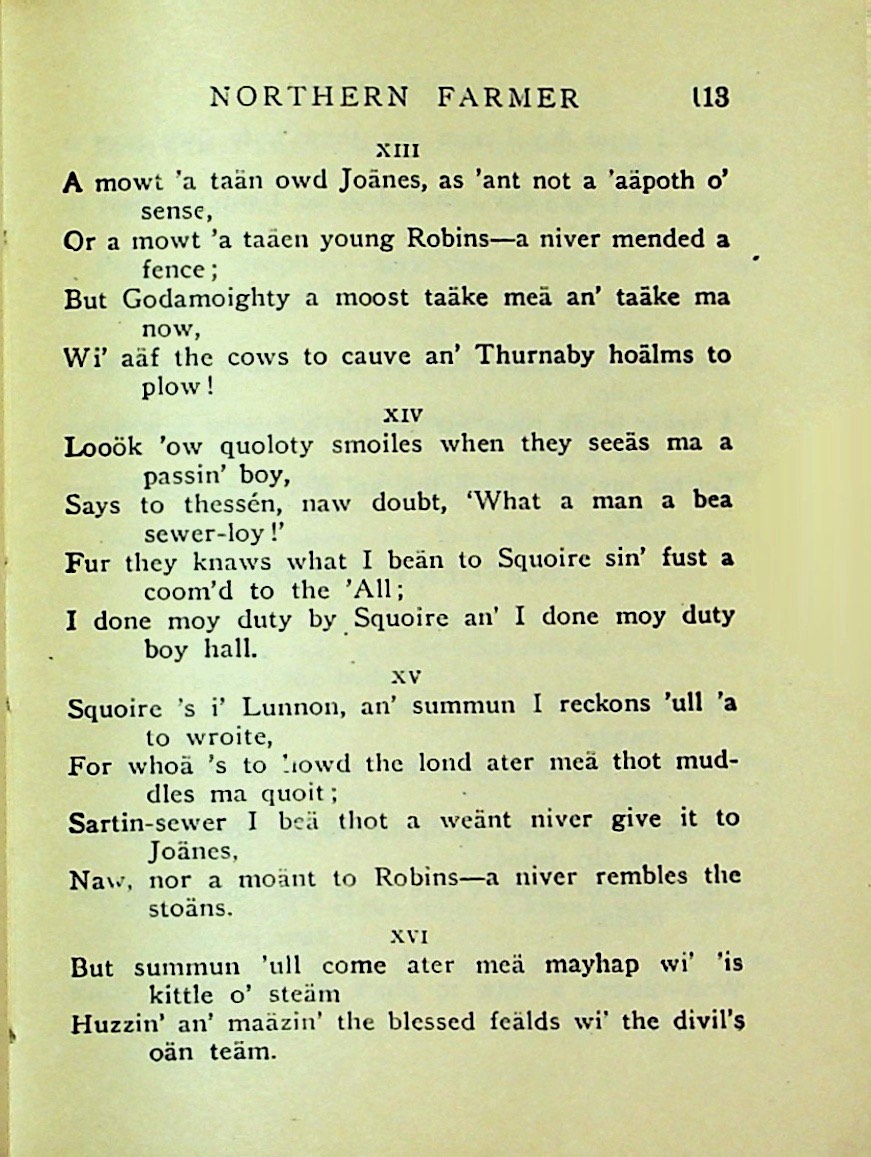 NORTHERN FARMER 113
XIII
A mowt 'a taän owd Joänes, as 'ant not a 'aäpoth o'
sense,
Or a mowt 'a taäen young Robins—a niver mended a
fence;
But Godamoighty a moost taäke meä an' taäke ma
now,
Wi' aäf the cows to cauve an' Thurnaby hoälms to
plow!
XIV
Looök 'ow quoloty smoiles when they seeäs ma a
passin' boy,
Says to thessén, naw doubt, 'What a man a bea
sewer-loy!'
Fur they knaws what I beän to Squoire sin' fust a
coom'd to the 'All;
I done moy duty by Squoire an' I done moy duty
boy hall.
XV
Squoire 's i' Lunnon, an' summun I reckons 'ull 'a
to wroite,
For whoä 's to howd the lond ater meä thot mud-
dles ma quoit;
Sartin-sewer I beä thot a weänt niver give it to
Joänes,
Naw, nor a moänt to Robins—a niver rembles the
stoäns.
XVI
But summun 'ull come ater meä mayhap wi' 'is
kittle o' steäm
Huzzin' an' maäzin' the blessed feälds wi' the divil's
oän teäm.